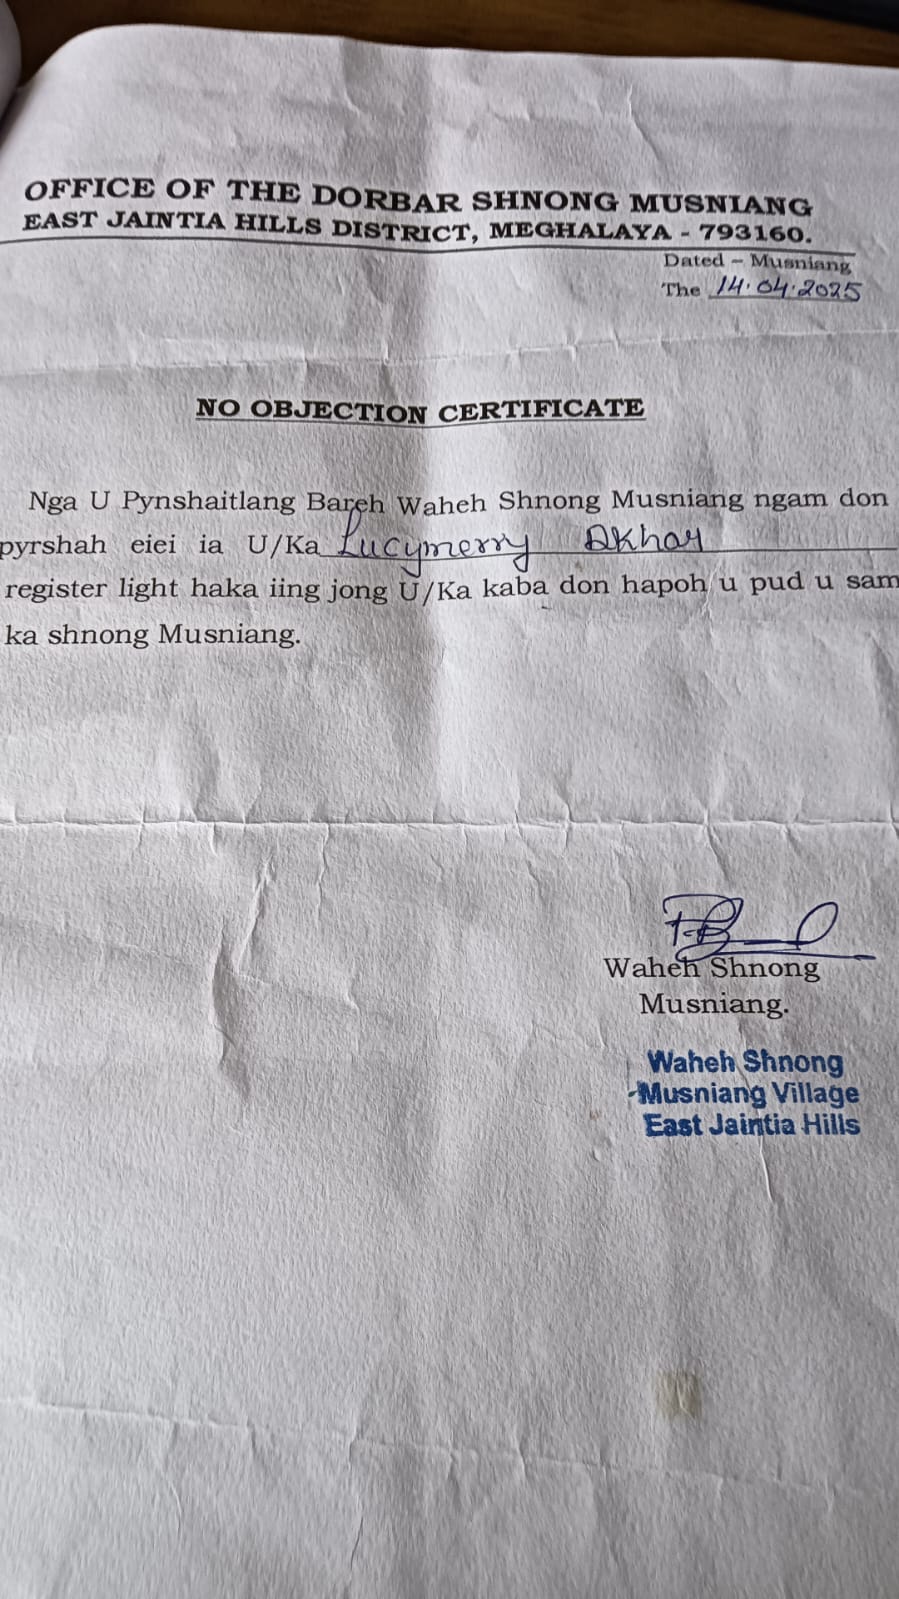 OFFICE OF THE DORBAR SHNONG MUSNIANG
EAST JAINTIA HILLS DISTRICT, MEGHALAYA - 793160.
Dated – Musniang
The 14.04.2025
NO OBJECTION CERTIFICATE
Nga U Pynshaitlang Bareh Waheh Shnong Musniang ngam don
pyrshah eiei ia U/Ka Lucymerry Dkhar
register light haka iing jong U/Ka kaba don hapoh u pud u sam
ka shnong Musniang.
Waheh Shnong
Musniang.
Waheh Shnong
Musniang Village
East Jaintia Hills